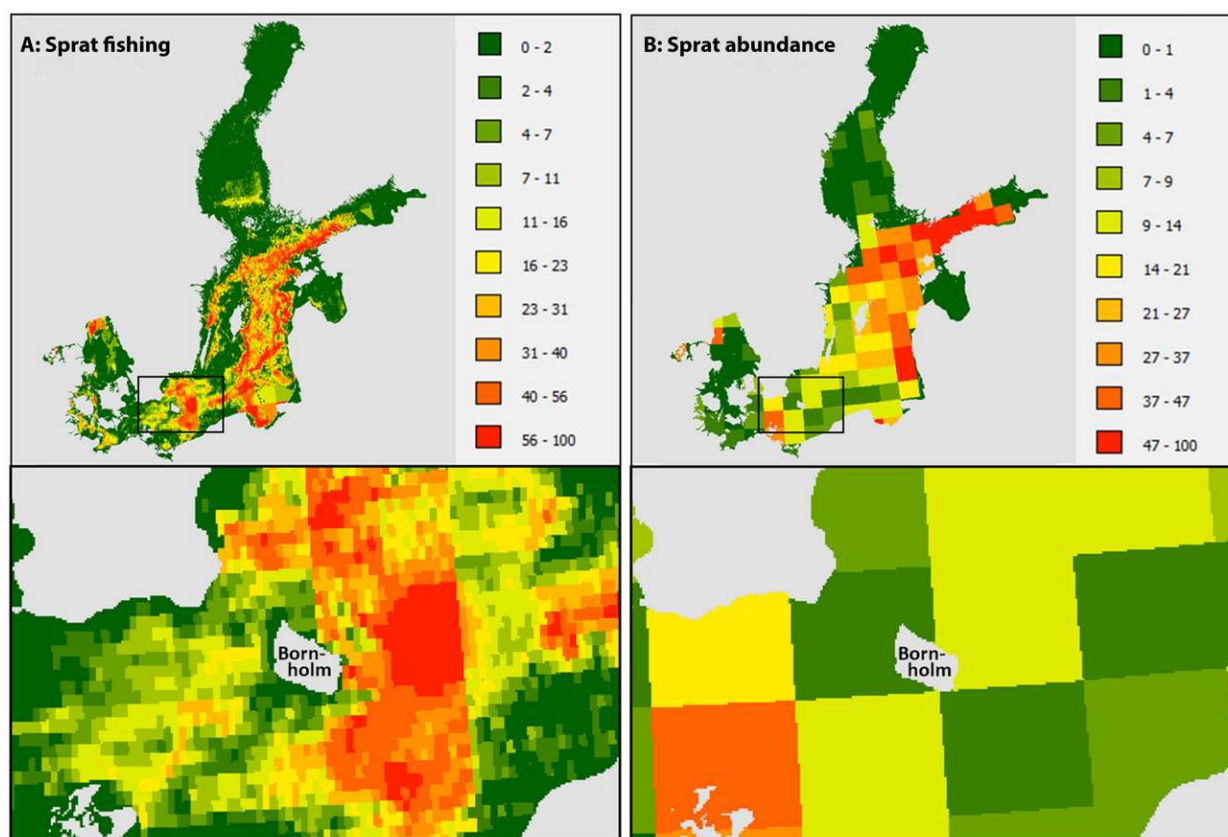 A: Sprat fishing
0 - 2
2 - 4
4 - 7
7 - 11
11 - 16
16 - 23
23 - 31
31 - 40
40 - 56
56 - 100
B: Sprat abundance
0 - 1
1 - 4
4 - 7
7 - 9
9 - 14
14 - 21
21 - 27
27 - 37
37 - 47
47 - 100
Born-
holm
Born-
holm